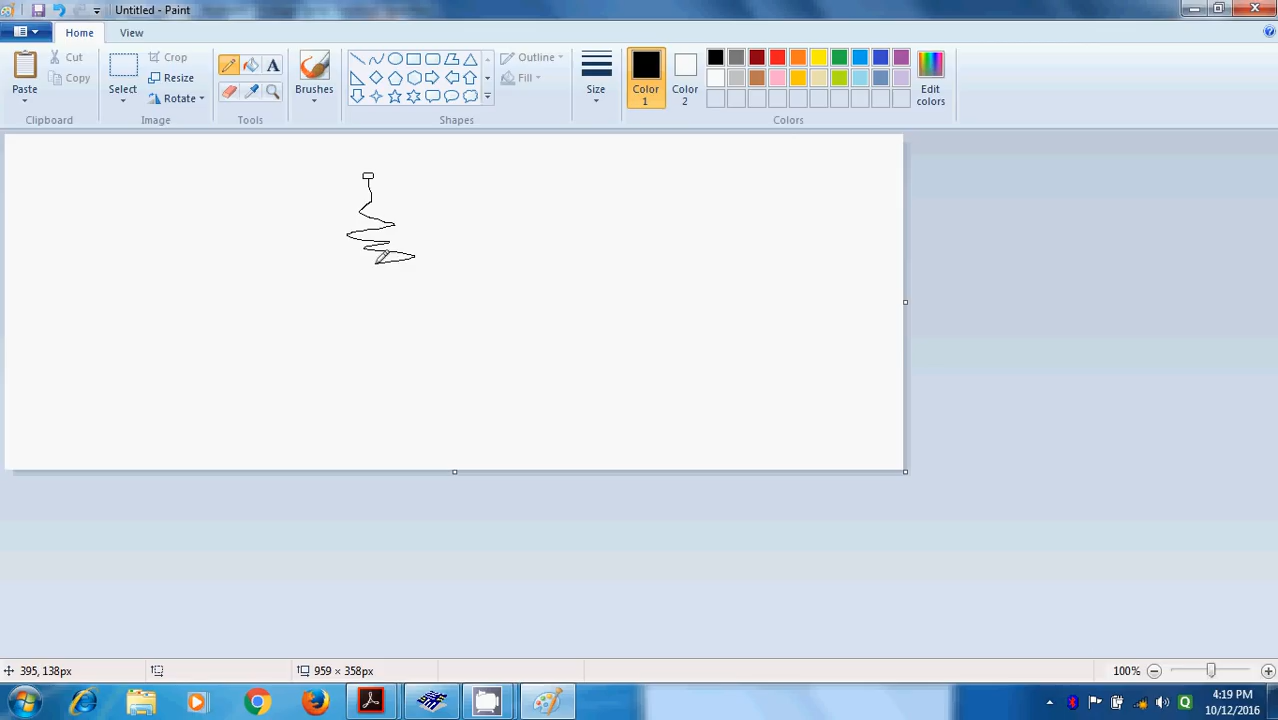 Untitled - Paint
Home View
Paste
Cut
Copy
Clipboard
Select
Crop
Resize
Rotate
Image
A
Tools
Brushes
Outline
Fill
Shapes
Size
Color 1
Color 2
Edit colors
Colors
395, 138px
959 × 358px
100%
4:19 PM
10/12/2016